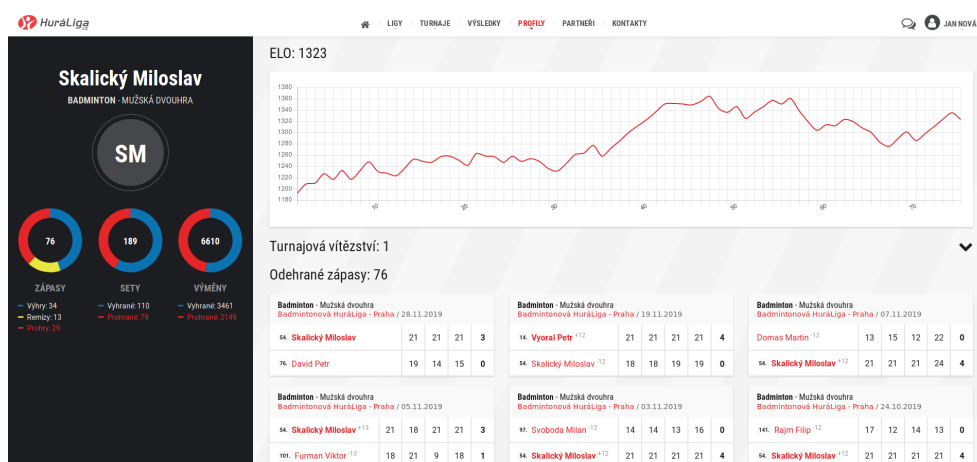 HuráLiga
LIGY / TURNAJE / VÝSLEDKY / PROFILY / PARTNEŘI / KONTAKTY
JAN NOVÁ
Skalický Miloslav
BADMINTON - MUŽSKÁ DVOUHRA
SM
76 189 6610
ZÁPASY SETY VÝMĚNY
Výhry: 34 Vyhrané: 110 Vyhrané: 3461
Remízy: 13 Prohrané: 79 Prohrané: 3149
Prohry: 29
ELO: 1323
1380
1360
1340
1320
1300
1280
1260
1240
1220
1200
1180
10 20 30 40 50 60 70
Turnajová vítězství: 1
Odehrané zápasy: 76
Badminton - Mužská dvouhra
Badmintonová HuráLiga - Praha / 28.11.2019
54. Skalický Miloslav 21 21 21 3
76. David Petr 19 14 15 0
Badminton - Mužská dvouhra
Badmintonová HuráLiga - Praha / 19.11.2019
14. Vyoral Petr +12 21 21 21 21 4
54. Skalický Miloslav -12 18 18 19 19 0
Badminton - Mužská dvouhra
Badmintonová HuráLiga - Praha / 07.11.2019
Domas Martin -12 13 15 12 22 0
54. Skalický Miloslav +12 21 21 21 24 4
Badminton - Mužská dvouhra
Badmintonová HuráLiga - Praha / 05.11.2019
54. Skalický Miloslav +13 21 18 21 21 3
101. Furman Viktor -13 18 21 9 18 1
Badminton - Mužská dvouhra
Badmintonová HuráLiga - Praha / 03.11.2019
97. Svoboda Milan -12 14 14 13 16 0
54. Skalický Miloslav +12 21 21 21 21 4
Badminton - Mužská dvouhra
Badmintonová HuráLiga - Praha / 24.10.2019
141. Rajm Filip -12 17 12 14 13 0
54. Skalický Miloslav +12 21 21 21 21 4